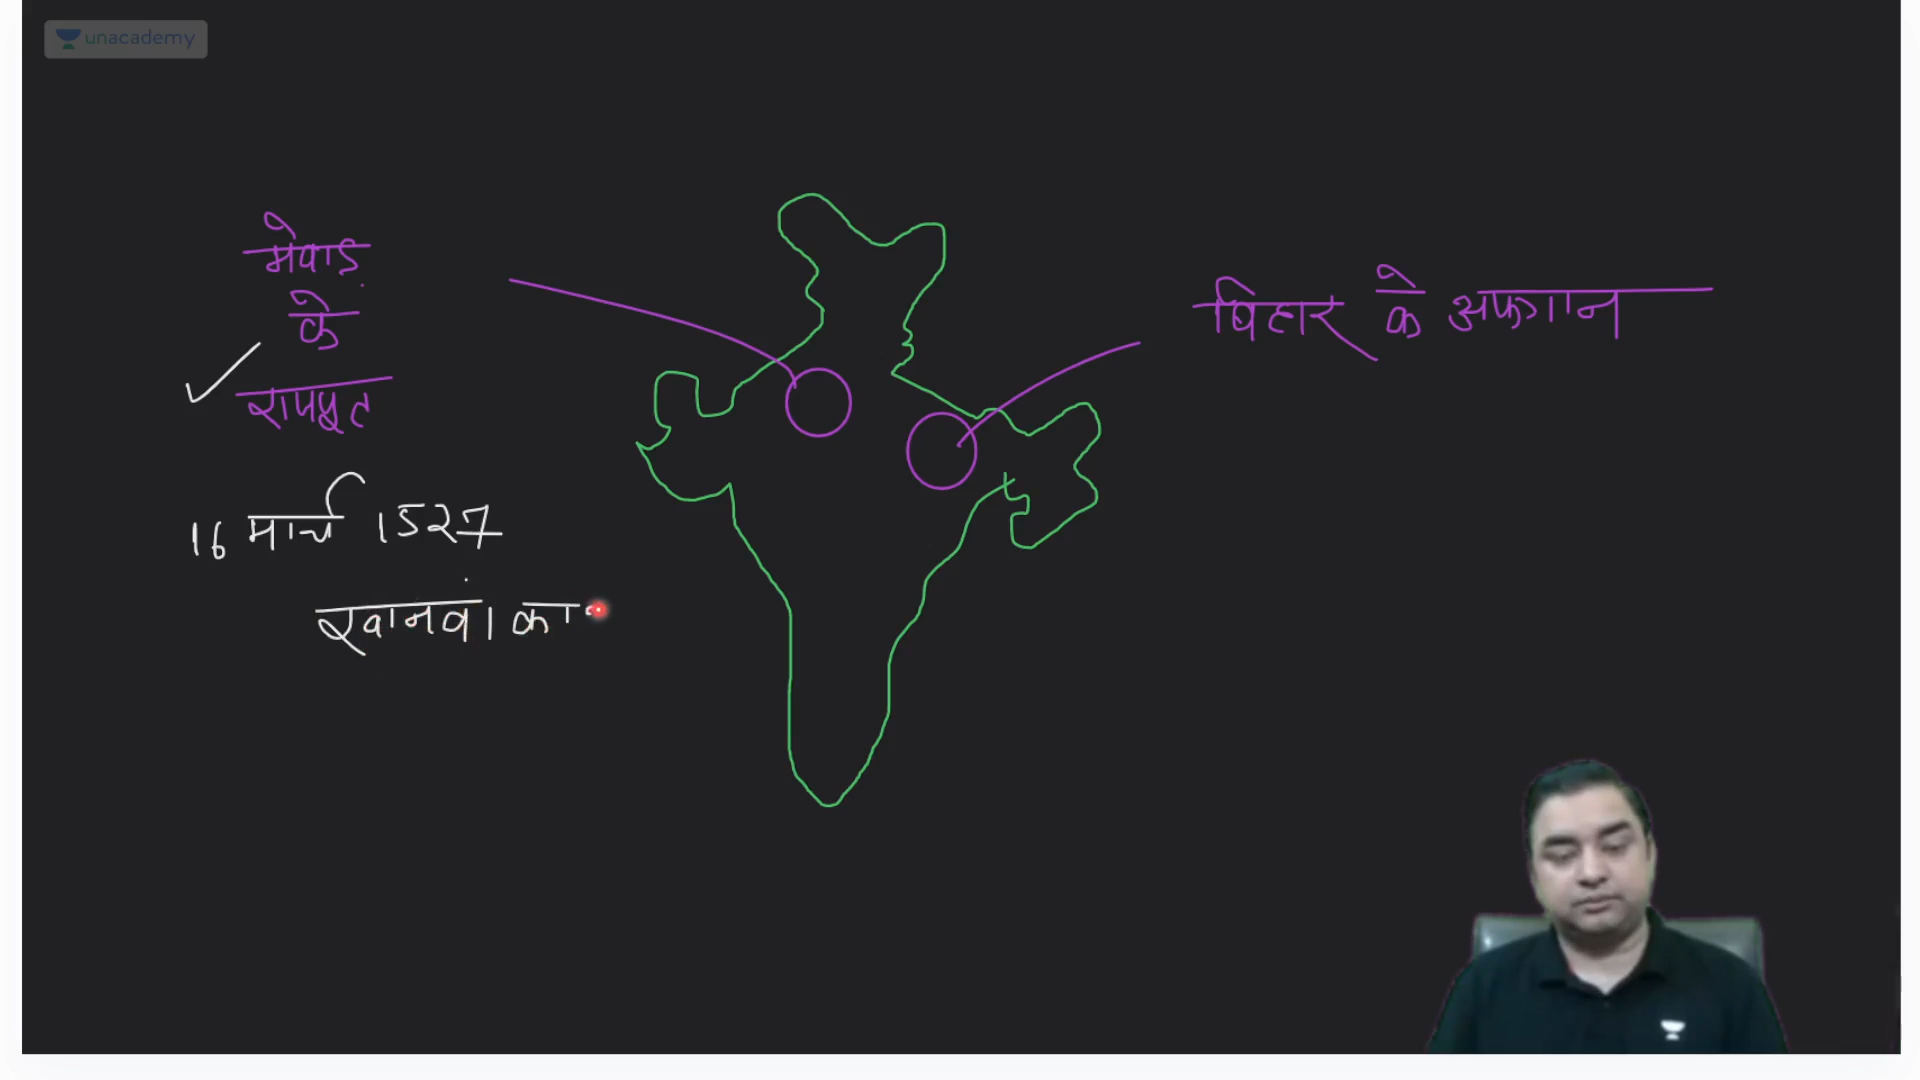 unacademy
मेवाड़
के
राजपूत
बिहार के अफगान
16 मार्च 1527
खानवा का